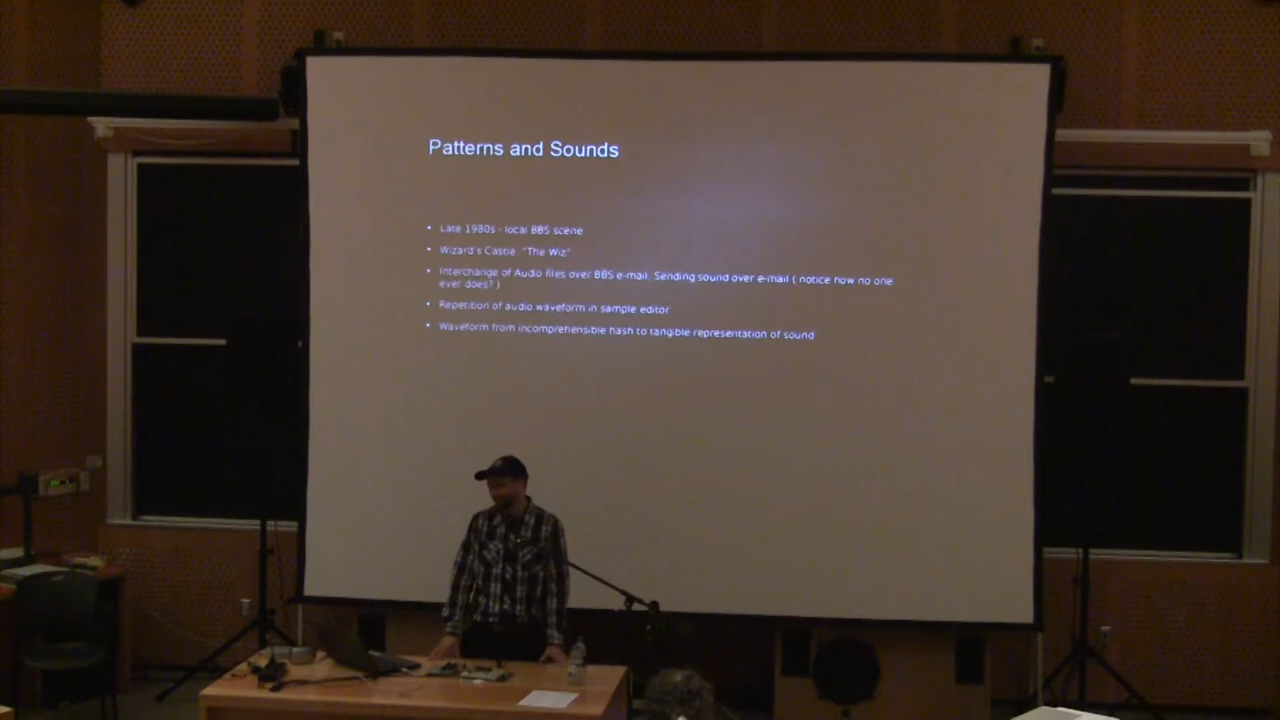 Patterns and Sounds
• Late 1980s - local BBS scene
• Wizard's Castle. "The Wiz"
• Interchange of Audio files over BBS e-mail. Sending sound over e-mail ( notice how no one
ever does? )
• Repetition of audio waveform in sample editor
• Waveform from incomprehensible hash to tangible representation of sound